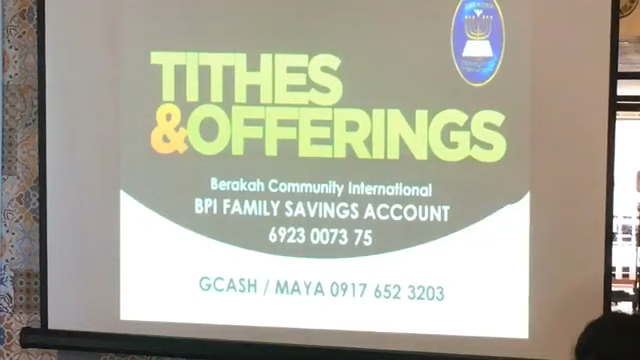 TITHES
&OFFERINGS
Berakah Community International
BPI FAMILY SAVINGS ACCOUNT
6923 0073 75
GCASH / MAYA 0917 652 3203